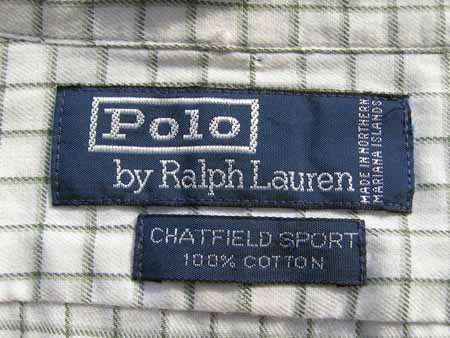 Polo
by Ralph Lauren
MADE IN NORTHERN
MARIANA ISLANDS
CHATFIELD SPORT
100% COTTON